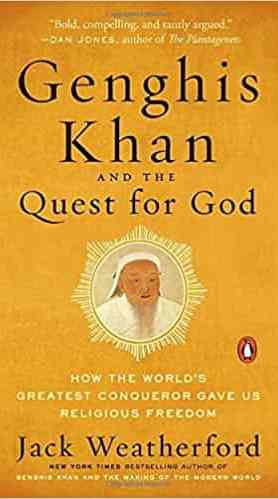 "Bold, compelling, and tautly argued."
—DAN JONES, author of The Plantagenets
Genghis
Khan
AND THE
Quest for God
HOW THE WORLD'S
GREATEST CONQUEROR GAVE US
RELIGIOUS FREEDOM
Jack Weatherford
NEW YORK TIMES BESTSELLING AUTHOR OF
GENGHIS KHAN AND THE MAKING OF THE MODERN WORLD